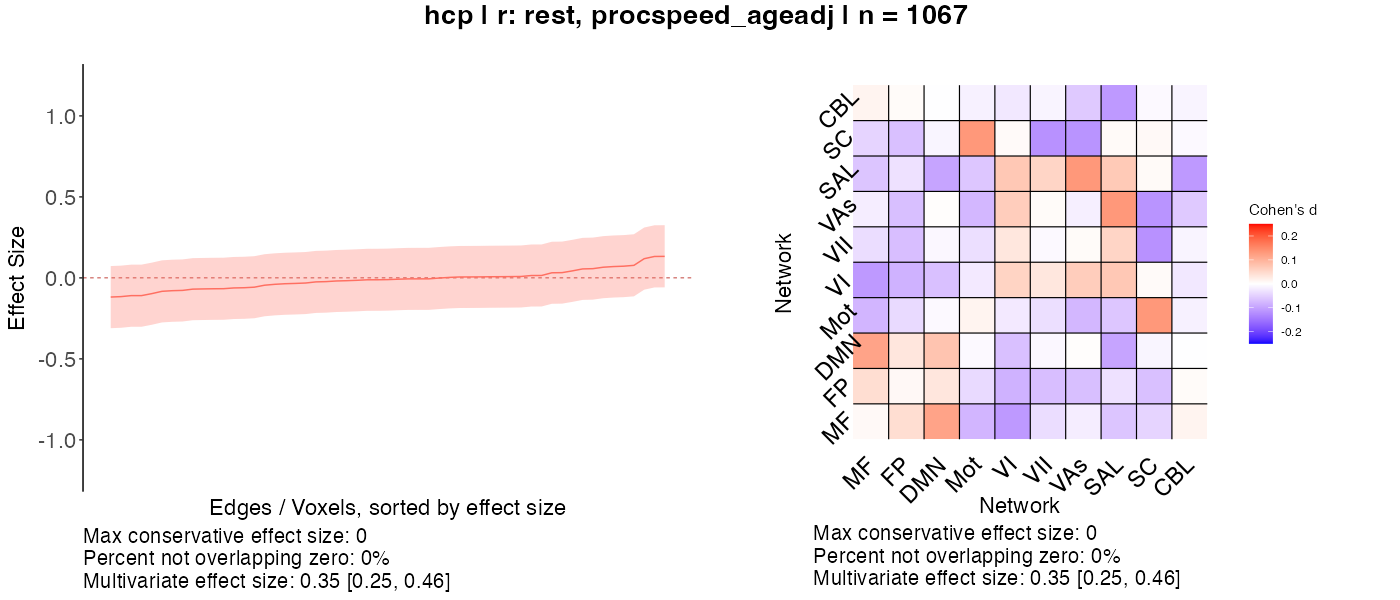 hcp | r: rest, procspeed_ageadj | n = 1067
Effect Size
1.0
0.5
0.0
-0.5
-1.0
Edges / Voxels, sorted by effect size
Max conservative effect size: 0
Percent not overlapping zero: 0%
Multivariate effect size: 0.35 [0.25, 0.46]
Network
CBL
SC
SAL
VAs
VII
VI
Mot
DMN
FP
MF
MF
FP
DMN
Mot
VI
VII
VAs
SAL
SC
CBL
Network
Max conservative effect size: 0
Percent not overlapping zero: 0%
Multivariate effect size: 0.35 [0.25, 0.46]
Cohen's d
0.2
0.1
0.0
-0.1
-0.2